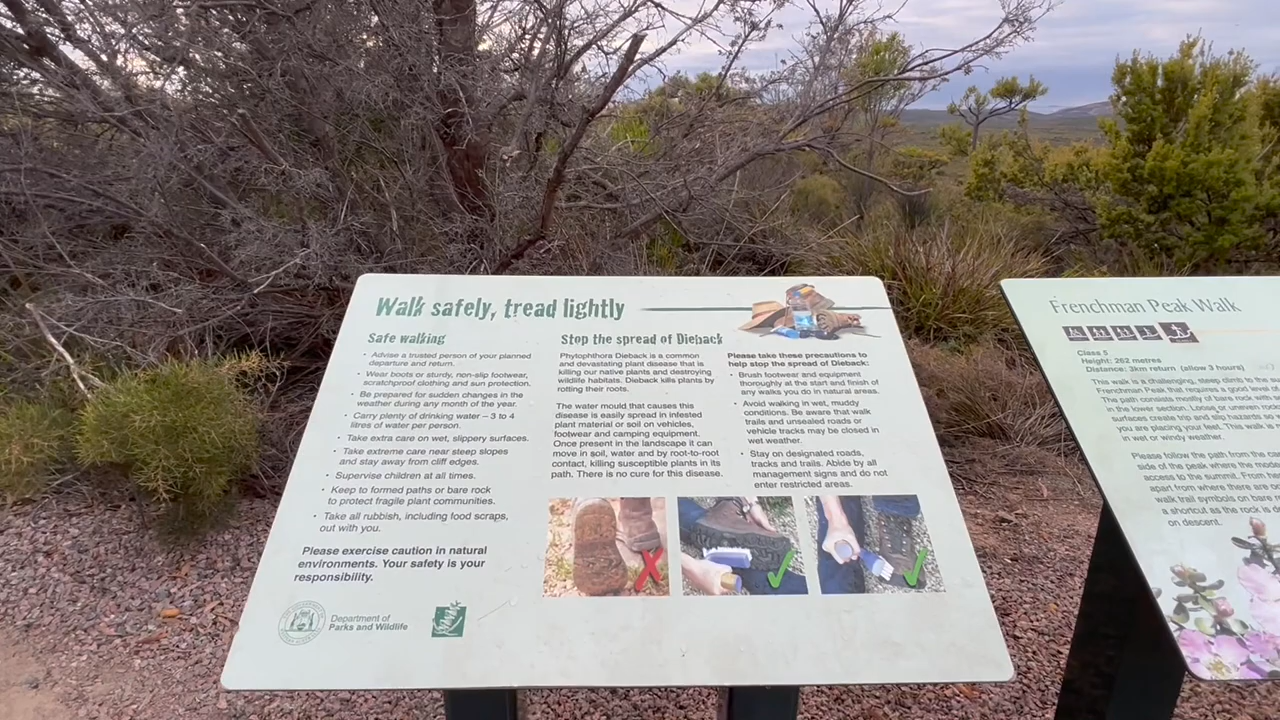 Walk safely, tread lightly
Safe walking
• Advise a trusted person of your planned
departure and return.
• Wear boots or sturdy, non-slip footwear,
scratchproof clothing and sun protection.
• Be prepared for sudden changes in the
weather during any month of the year.
• Carry plenty of drinking water – 3 to 4
litres of water per person.
• Take extra care on wet, slippery surfaces.
• Take extreme care near steep slopes
and stay away from cliff edges.
• Supervise children at all times.
• Keep to formed paths or bare rock
to protect fragile plant communities.
• Take all rubbish, including food scraps,
out with you.
Please exercise caution in natural
environments. Your safety is your
responsibility.
Department of
Parks and Wildlife
Stop the spread of Dieback
Phytophthora Dieback is a common
and devastating plant disease that is
killing our native plants and destroying
wildlife habitats. Dieback kills plants by
rotting their roots.
The water mould that causes this
disease is easily spread in infested
plant material or soil on vehicles,
footwear and camping equipment.
Once present in the landscape it can
move in soil, water and by root-to-root
contact, killing susceptible plants in its
path. There is no cure for this disease.
Please take these precautions to
help stop the spread of Dieback:
• Brush footwear and equipment
thoroughly at the start and finish of
any walks you do in natural areas.
• Avoid walking in wet, muddy
conditions. Be aware that walk
trails and unsealed roads or
vehicle tracks may be closed in
wet weather.
• Stay on designated roads,
tracks and trails. Abide by all
management signs and do not
enter restricted areas.
Frenchman Peak Walk
Class 5
Height: 262 metres
Distance: 3km return (allow 3 hours)
This walk is a challenging, steep climb to the
Frenchman Peak that requires a good level
The path consists mostly of bare rock with
in the lower section. Loose or uneven
surfaces create trip and slip hazards so
you are placing your feet. This walk is
in wet or windy weather.
Please follow the path from the car
side of the peak where the
access to the summit. From
apart from where there are
walk trail symbols on bare
a shortcut as the rock is
on descent.